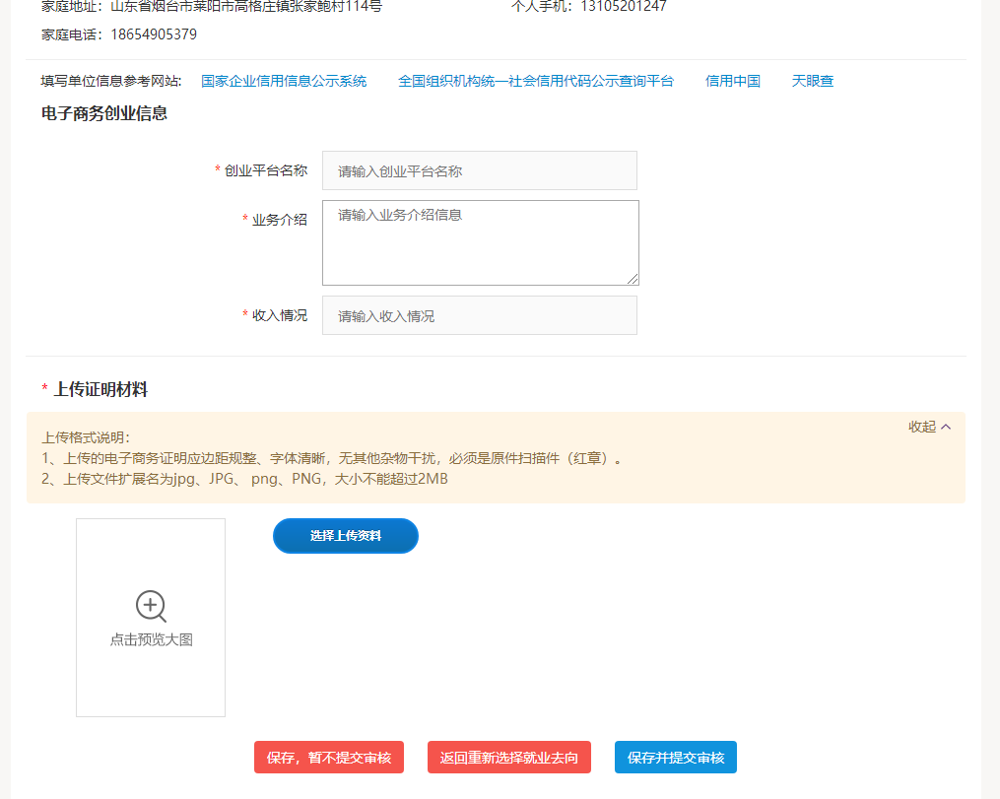 家庭地址：山东省烟台市莱阳市高格庄镇张家鲍村114号 个人手机：13105201247
家庭电话：18654905379
填写单位信息参考网站: 国家企业信用信息公示系统 全国组织机构统一社会信用代码公示查询平台 信用中国 天眼查
电子商务创业信息
* 创业平台名称 请输入创业平台名称
* 业务介绍 请输入业务介绍信息
* 收入情况 请输入收入情况
* 上传证明材料
收起
上传格式说明：
1、上传的电子商务证明应边距规整、字体清晰，无其他杂物干扰，必须是原件扫描件（红章）。
2、上传文件扩展名为jpg、JPG、 png、PNG，大小不能超过2MB
选择上传资料
点击预览大图
保存，暂不提交审核 返回重新选择就业去向 保存并提交审核